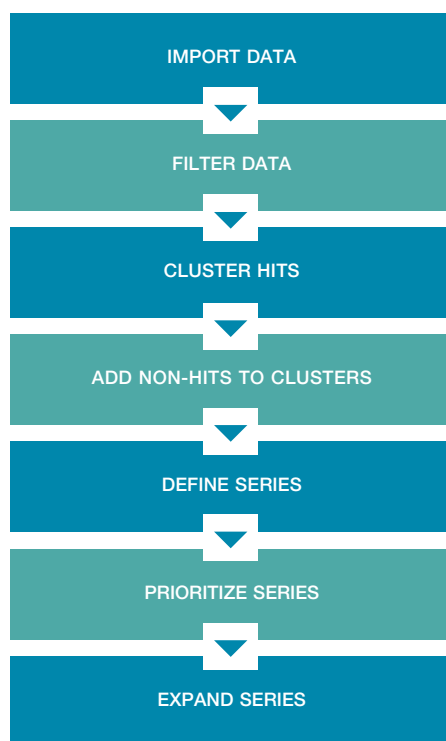 IMPORT DATA
FILTER DATA
CLUSTER HITS
ADD NON-HITS TO CLUSTERS
DEFINE SERIES
PRIORITIZE SERIES
EXPAND SERIES